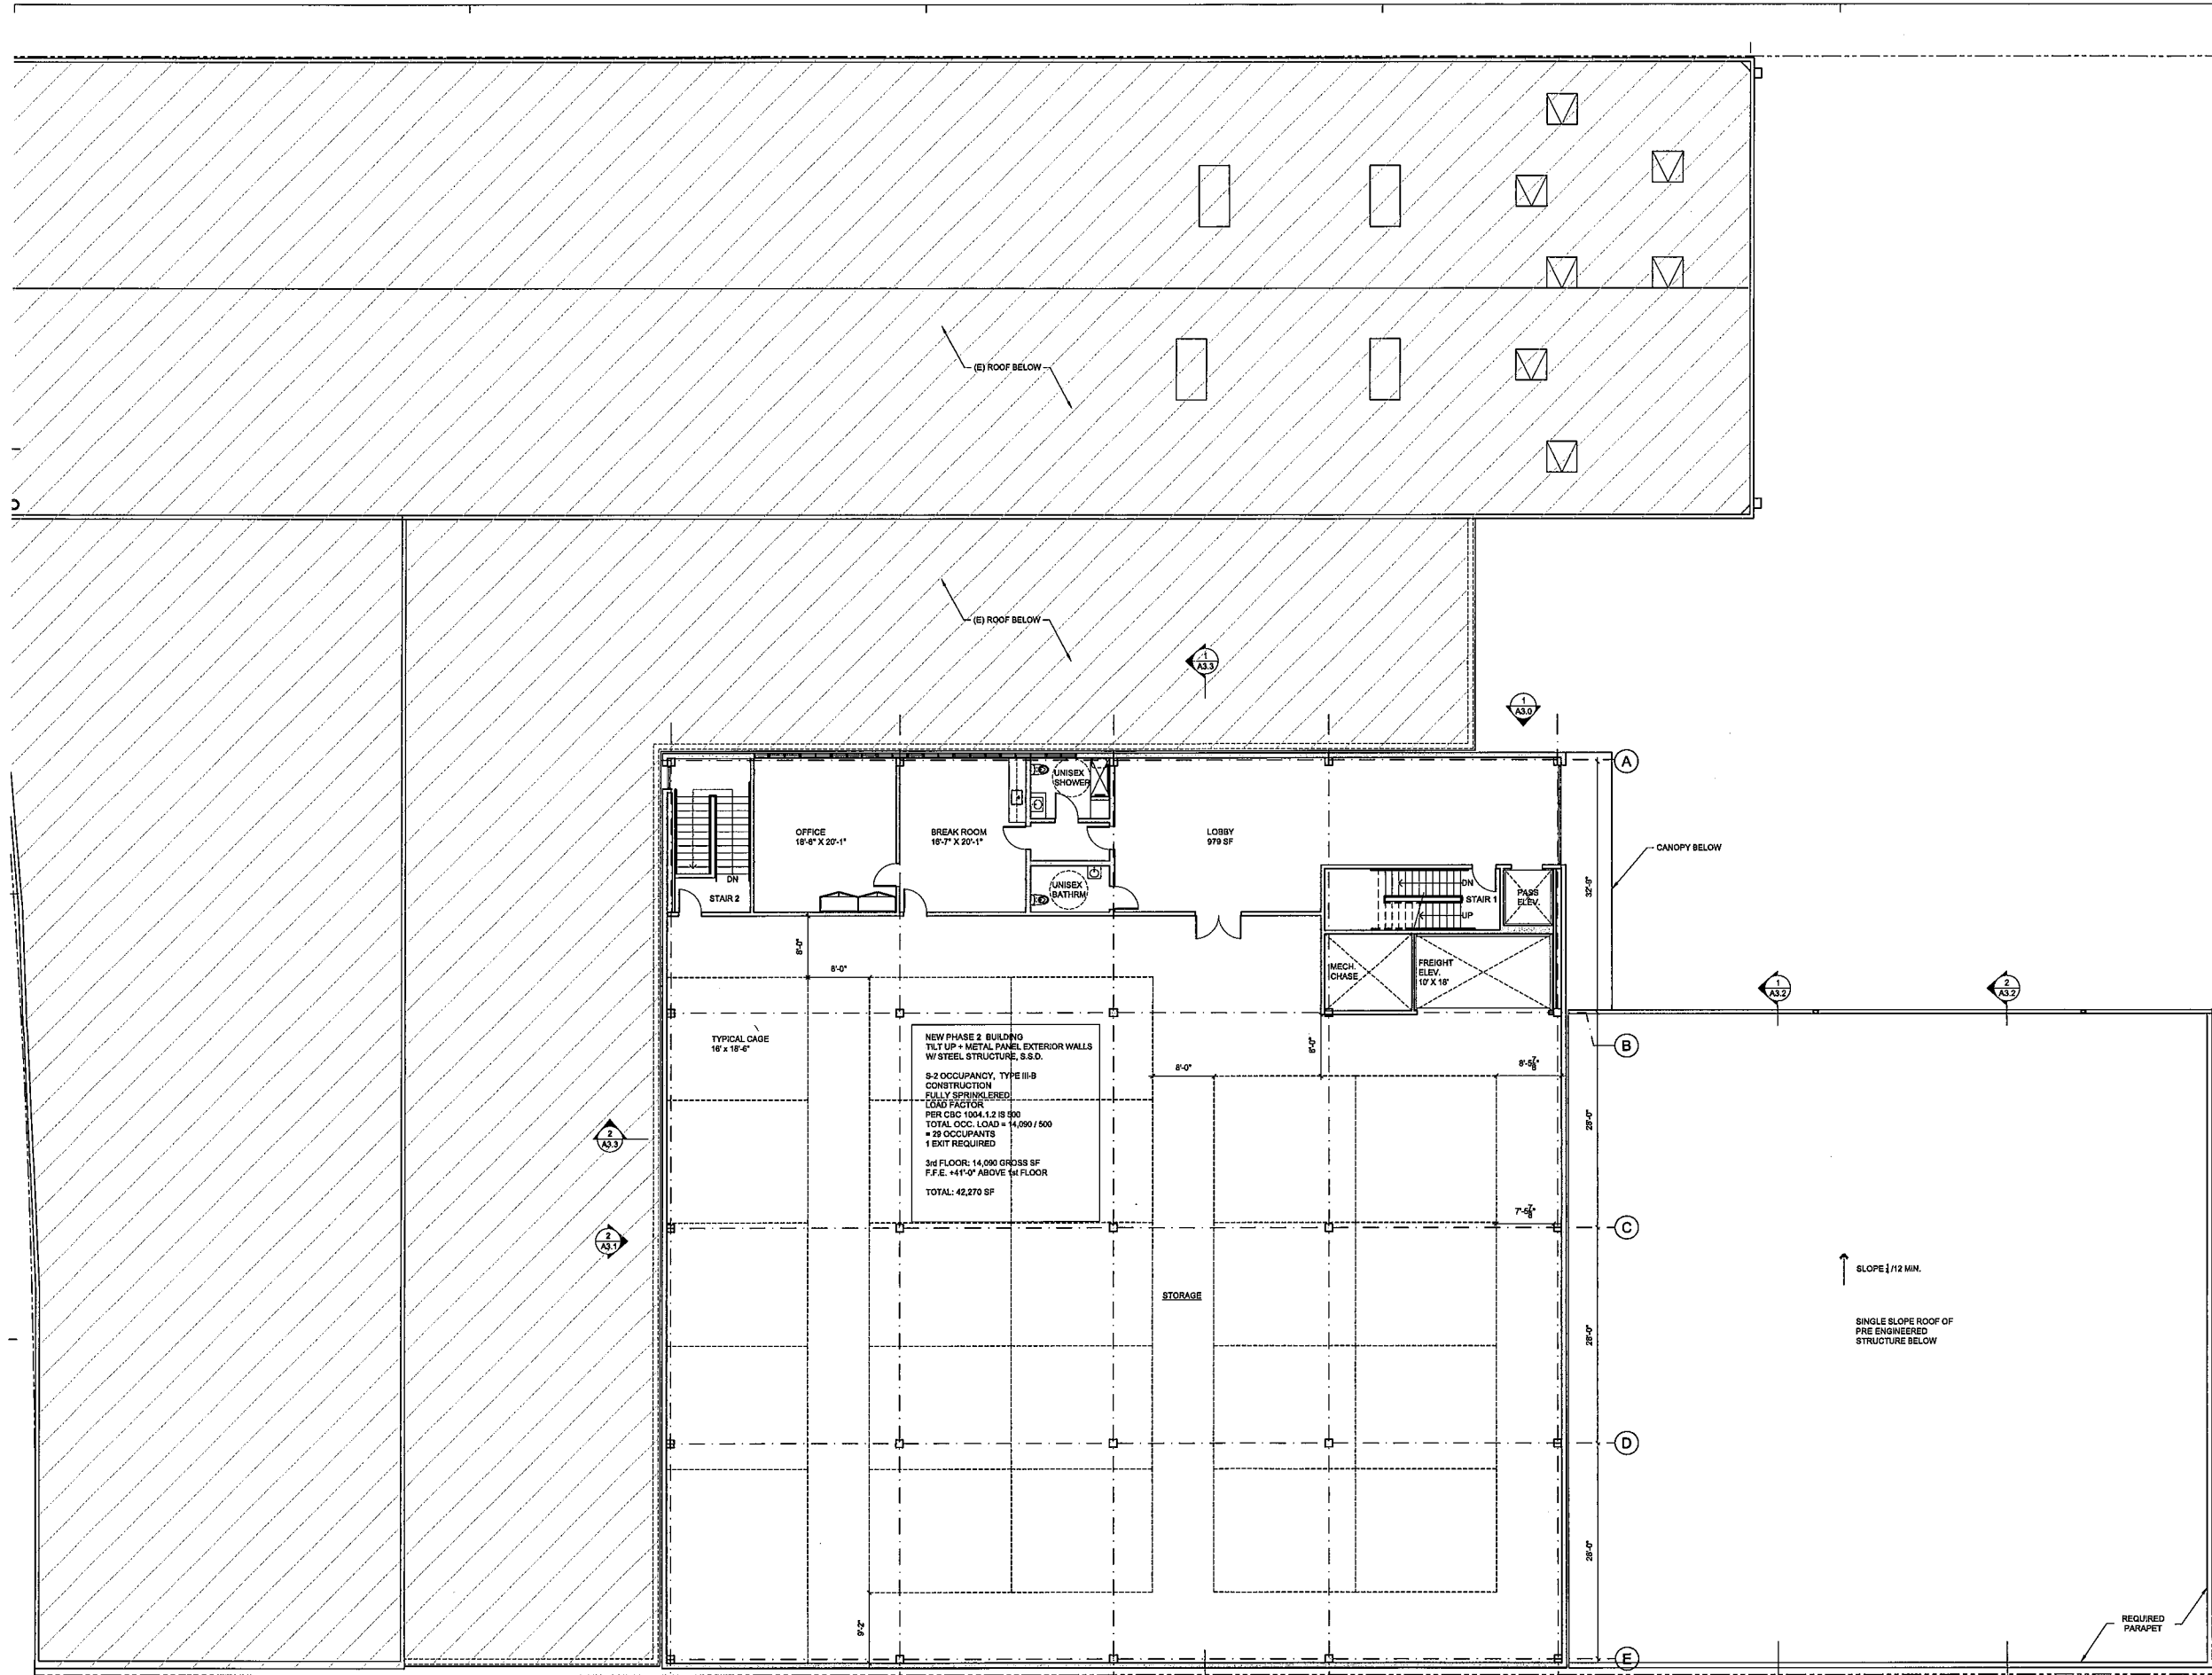 (E) ROOF BELOW
(E) ROOF BELOW
1
A3.3
1
A3.0
A
UNISEX
SHOWER
OFFICE
18'-6" X 20'-1"
BREAK ROOM
16'-7" X 20'-1"
LOBBY
979 SF
CANOPY BELOW
DN
STAIR 2
UNISEX
BATHRM
DN
STAIR 1
UP
PASS
ELEV.
32'-9"
8'-0"
8'-0"
MECH.
CHASE
FREIGHT
ELEV.
10' X 18'
1
A3.2
2
A3.2
TYPICAL CAGE
16' x 18'-6"
NEW PHASE 2 BUILDING
TILT UP + METAL PANEL EXTERIOR WALLS
W/ STEEL STRUCTURE, S.S.D.
S-2 OCCUPANCY, TYPE III-B
CONSTRUCTION
FULLY SPRINKLERED
LOAD FACTOR
PER CBC 1004.1.2 IS 500
TOTAL OCC. LOAD = 14,090 / 500
= 29 OCCUPANTS
1 EXIT REQUIRED
3rd FLOOR: 14,090 GROSS SF
F.F.E. +41'-0" ABOVE 1st FLOOR
TOTAL: 42,270 SF
8'-0"
8'-0"
8'-5⅞"
B
28'-0"
2
A3.3
2
A3.1
7'-5⅞"
C
SLOPE /12 MIN.
STORAGE
28'-0"
SINGLE SLOPE ROOF OF
PRE ENGINEERED
STRUCTURE BELOW
D
28'-0"
9'-2"
REQUIRED
PARAPET
E